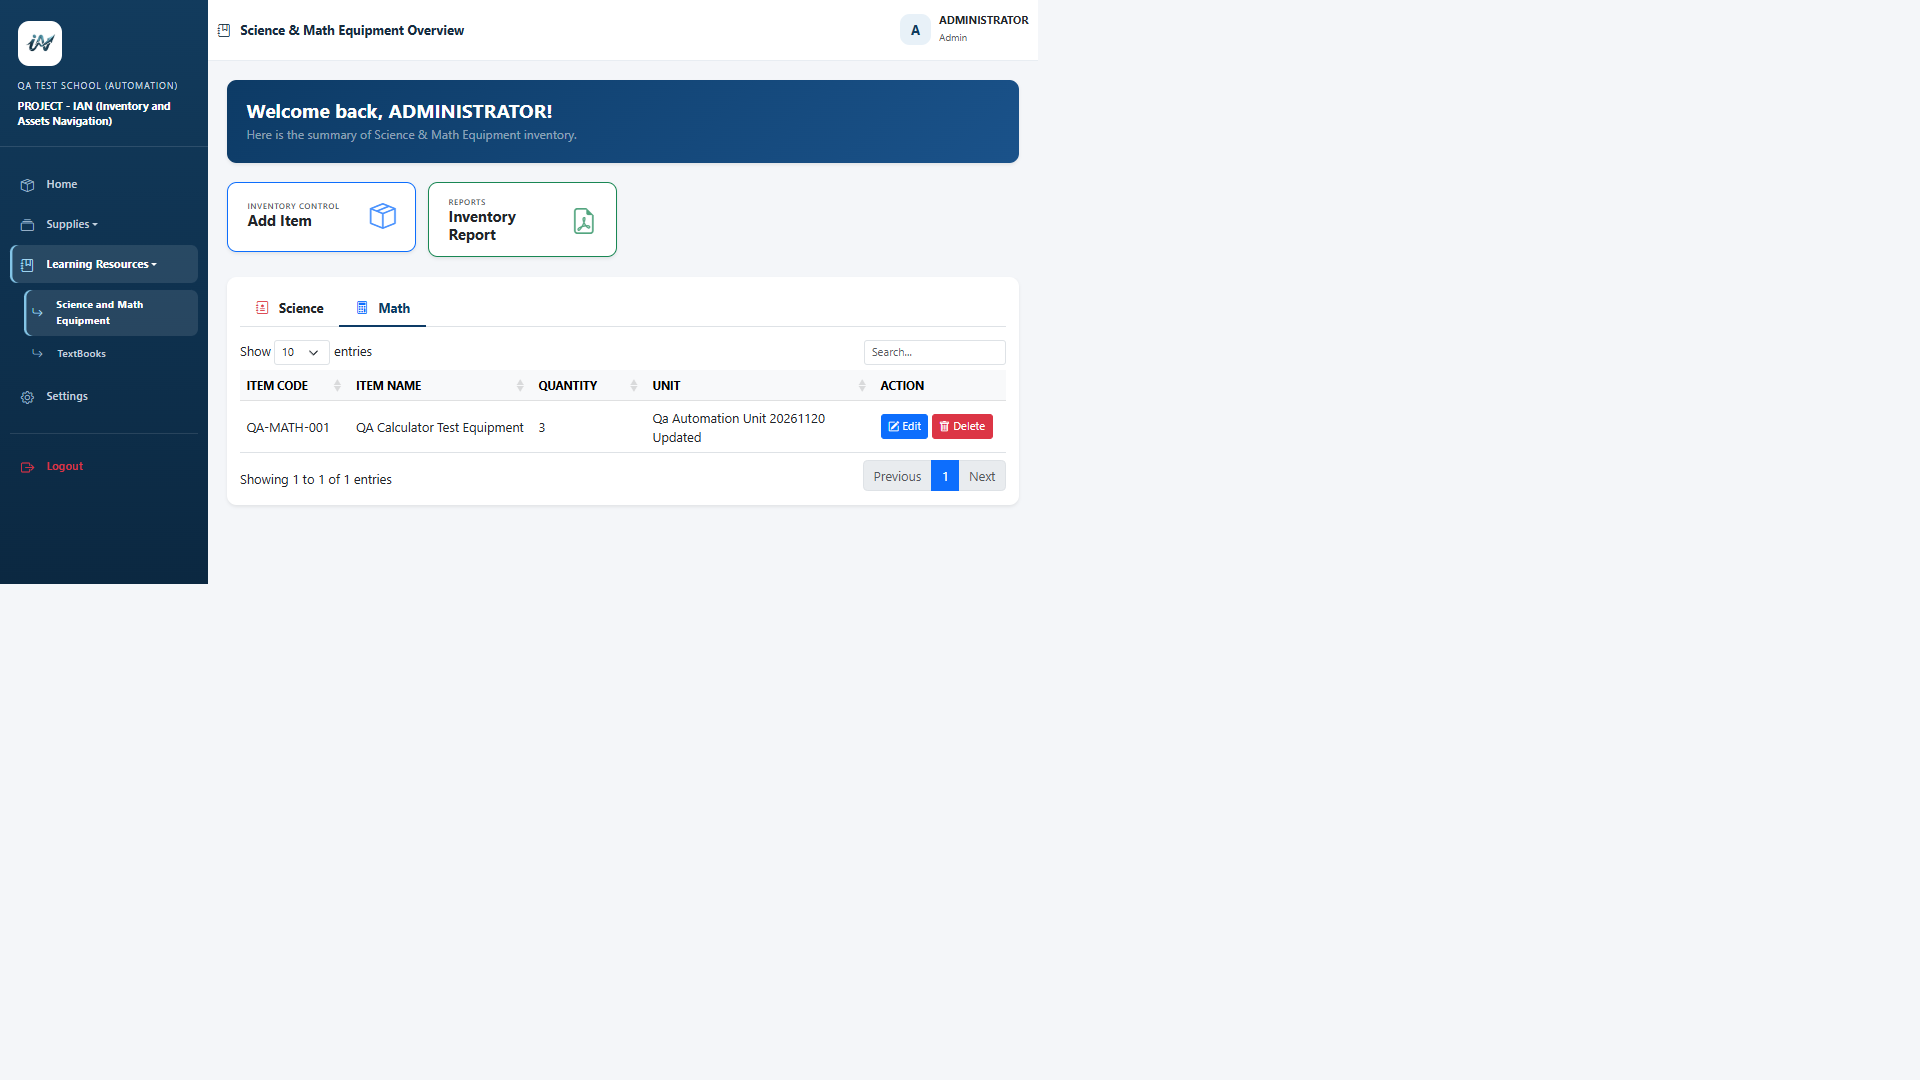 iAN
QA TEST SCHOOL (AUTOMATION)
PROJECT - IAN (Inventory and
Assets Navigation)
Home
Supplies
Learning Resources
Science and Math
Equipment
TextBooks
Settings
Logout
Science & Math Equipment Overview
A
ADMINISTRATOR
Admin
Welcome back, ADMINISTRATOR!
Here is the summary of Science & Math Equipment inventory.
INVENTORY CONTROL
Add Item
REPORTS
Inventory
Report
Science
Math
Show 10 entries
Search...
ITEM CODE ITEM NAME QUANTITY UNIT ACTION
QA-MATH-001 QA Calculator Test Equipment 3 Qa Automation Unit 20261120
Updated
Edit Delete
Showing 1 to 1 of 1 entries
Previous 1 Next